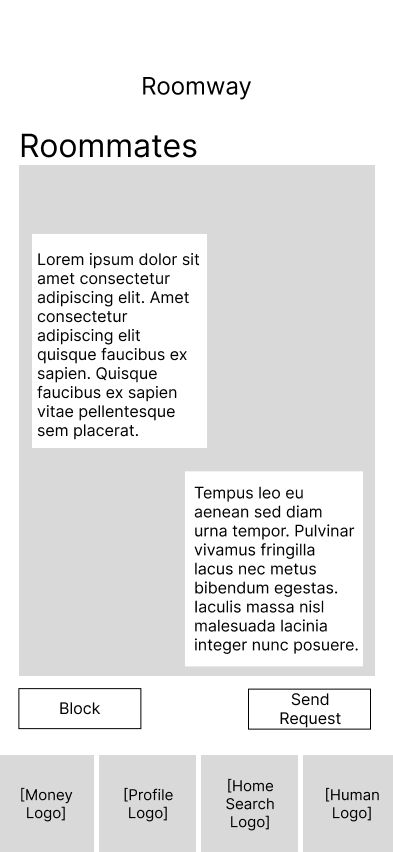 Roomway
Roommates
Lorem ipsum dolor sit
amet consectetur
adipiscing elit. Amet
consectetur
adipiscing elit
quisque faucibus ex
sapien. Quisque
faucibus ex sapien
vitae pellentesque
sem placerat.
Tempus leo eu
aenean sed diam
urna tempor. Pulvinar
vivamus fringilla
lacus nec metus
bibendum egestas.
Iaculis massa nisl
malesuada lacinia
integer nunc posuere.
Block
Send
Request
[Money
Logo]
[Profile
Logo]
[Home
Search
Logo]
[Human
Logo]